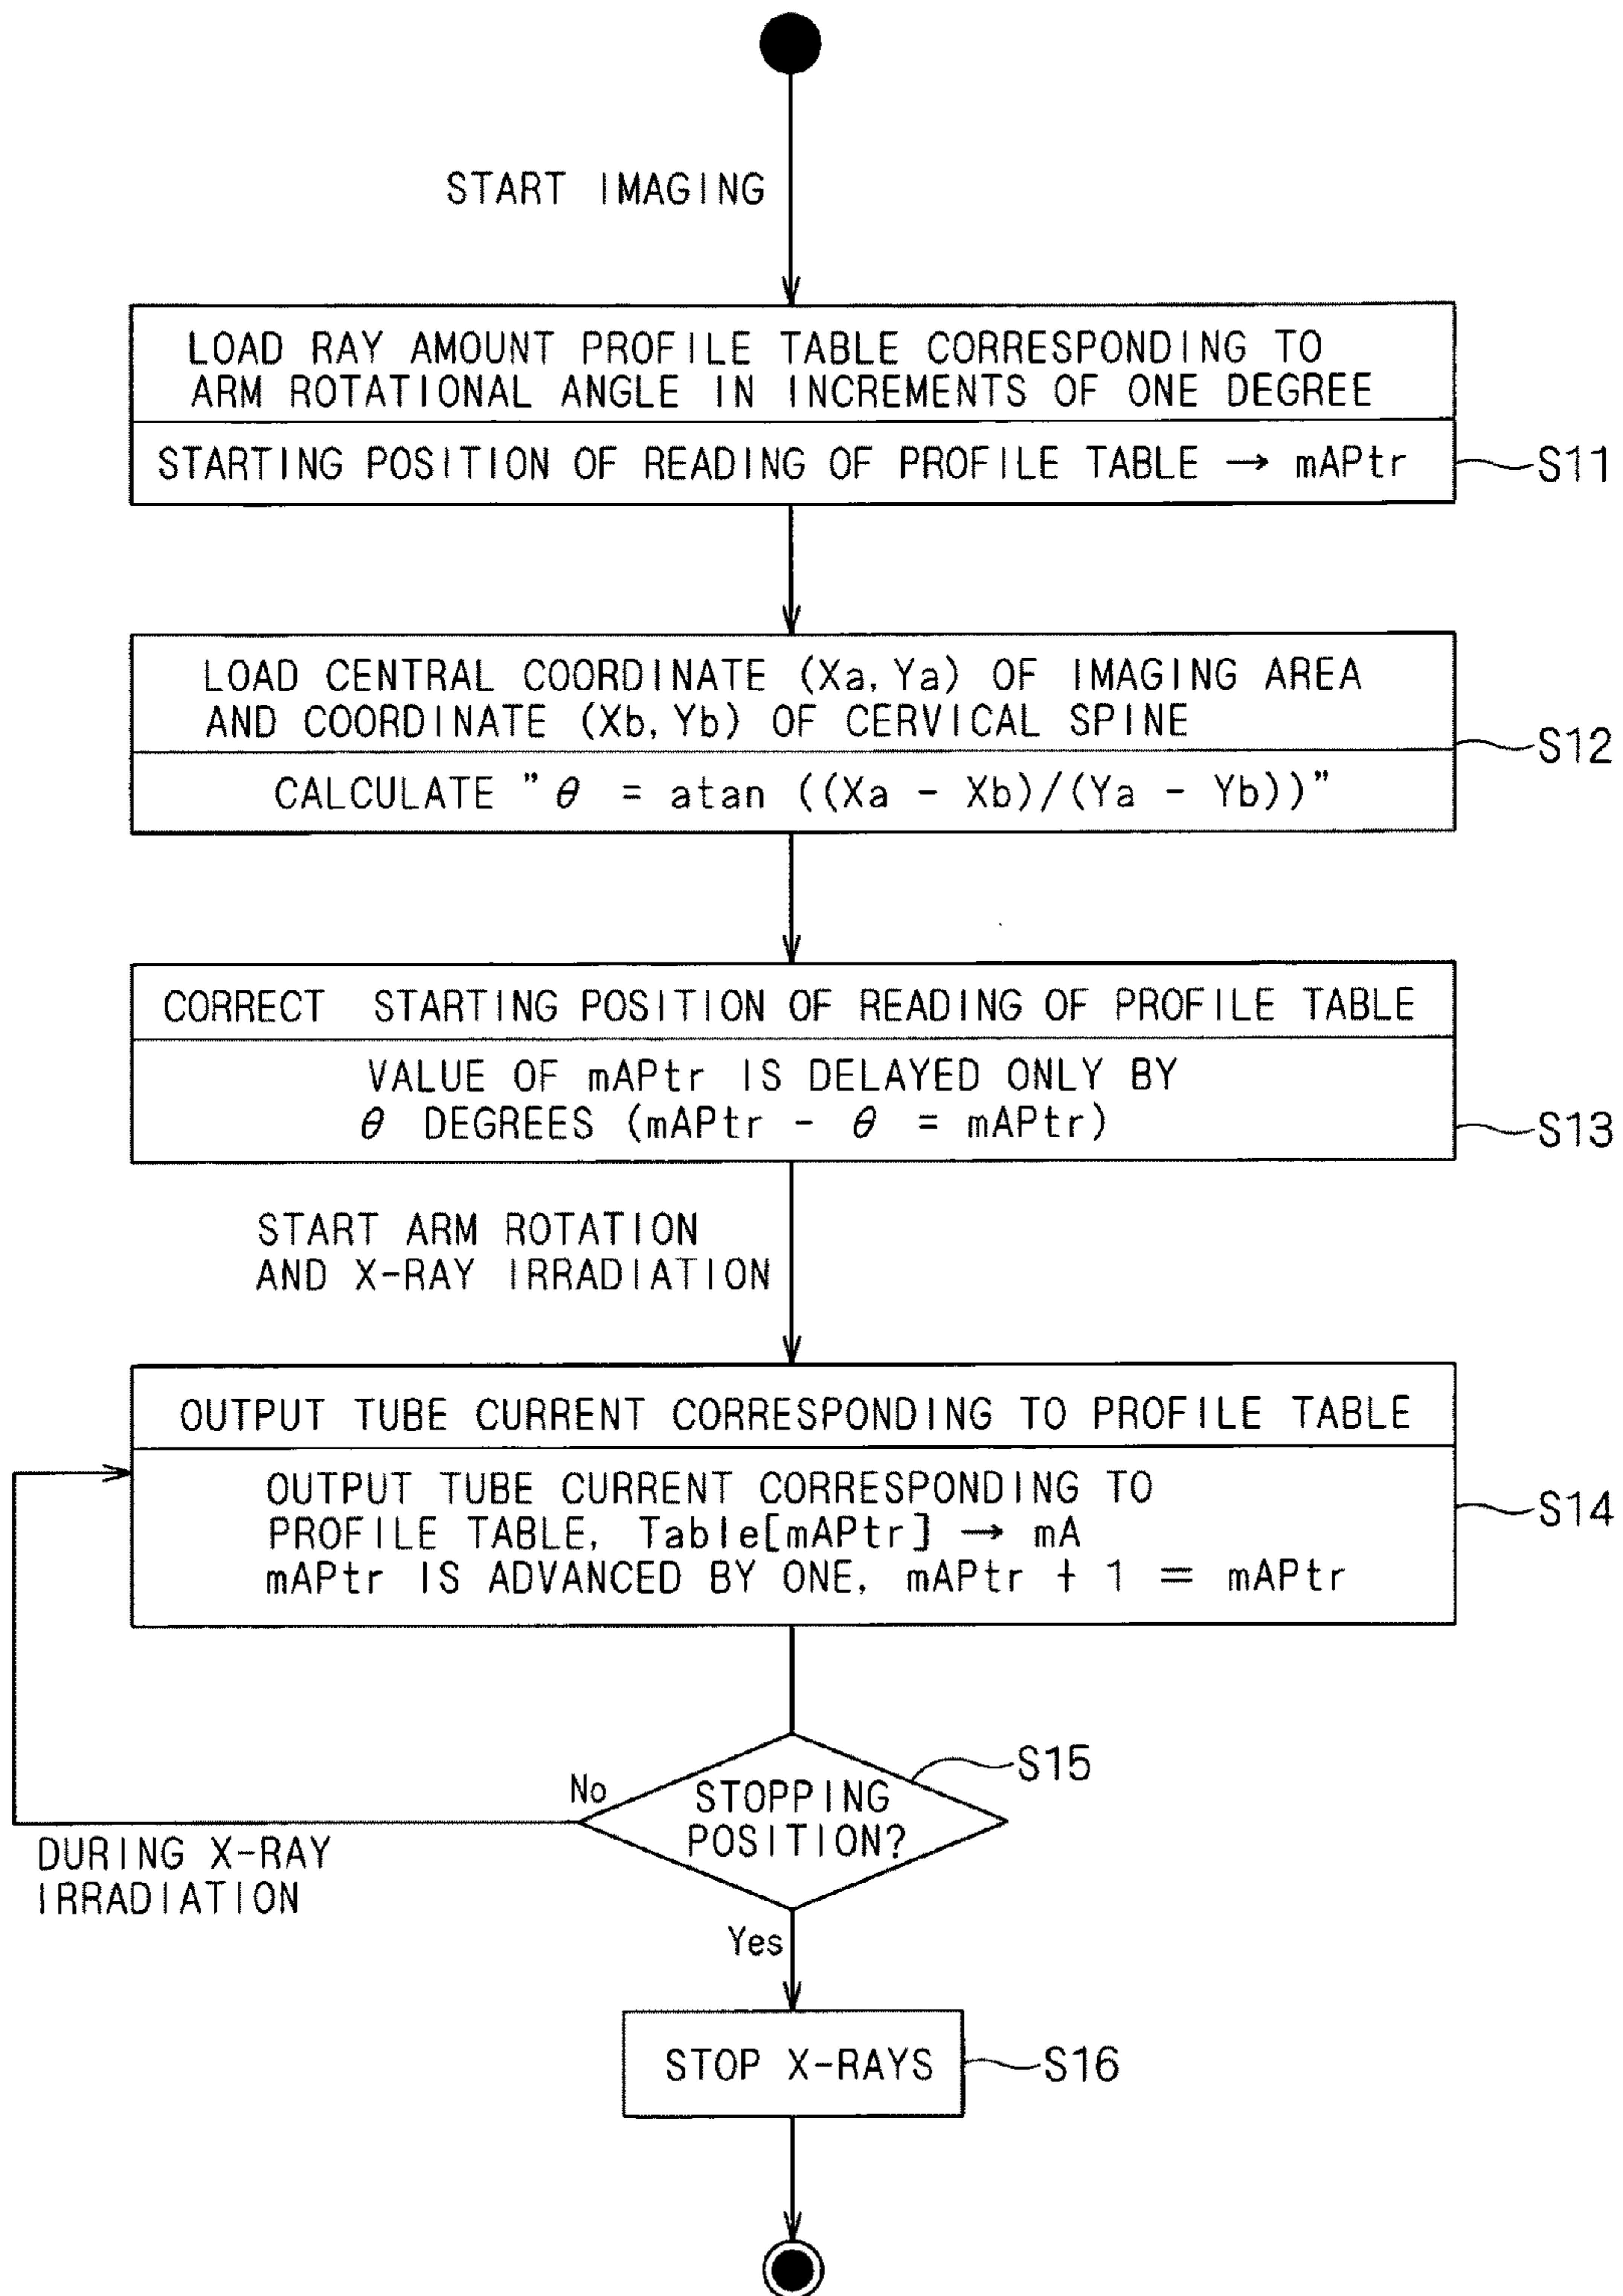 START IMAGING
LOAD RAY AMOUNT PROFILE TABLE CORRESPONDING TO
ARM ROTATIONAL ANGLE IN INCREMENTS OF ONE DEGREE
STARTING POSITION OF READING OF PROFILE TABLE → mAPtr
S11
LOAD CENTRAL COORDINATE (Xa, Ya) OF IMAGING AREA
AND COORDINATE (Xb, Yb) OF CERVICAL SPINE
S12
CALCULATE "θ = atan ((Xa - Xb)/(Ya - Yb))"
CORRECT STARTING POSITION OF READING OF PROFILE TABLE
VALUE OF mAPtr IS DELAYED ONLY BY
θ DEGREES (mAPtr - θ = mAPtr)
S13
START ARM ROTATION
AND X-RAY IRRADIATION
OUTPUT TUBE CURRENT CORRESPONDING TO PROFILE TABLE
OUTPUT TUBE CURRENT CORRESPONDING TO
PROFILE TABLE, Table[mAPtr] → mA
mAPtr IS ADVANCED BY ONE, mAPtr + 1 = mAPtr
S14
S15
No
STOPPING
POSITION?
DURING X-RAY
IRRADIATION
Yes
STOP X-RAYS
S16